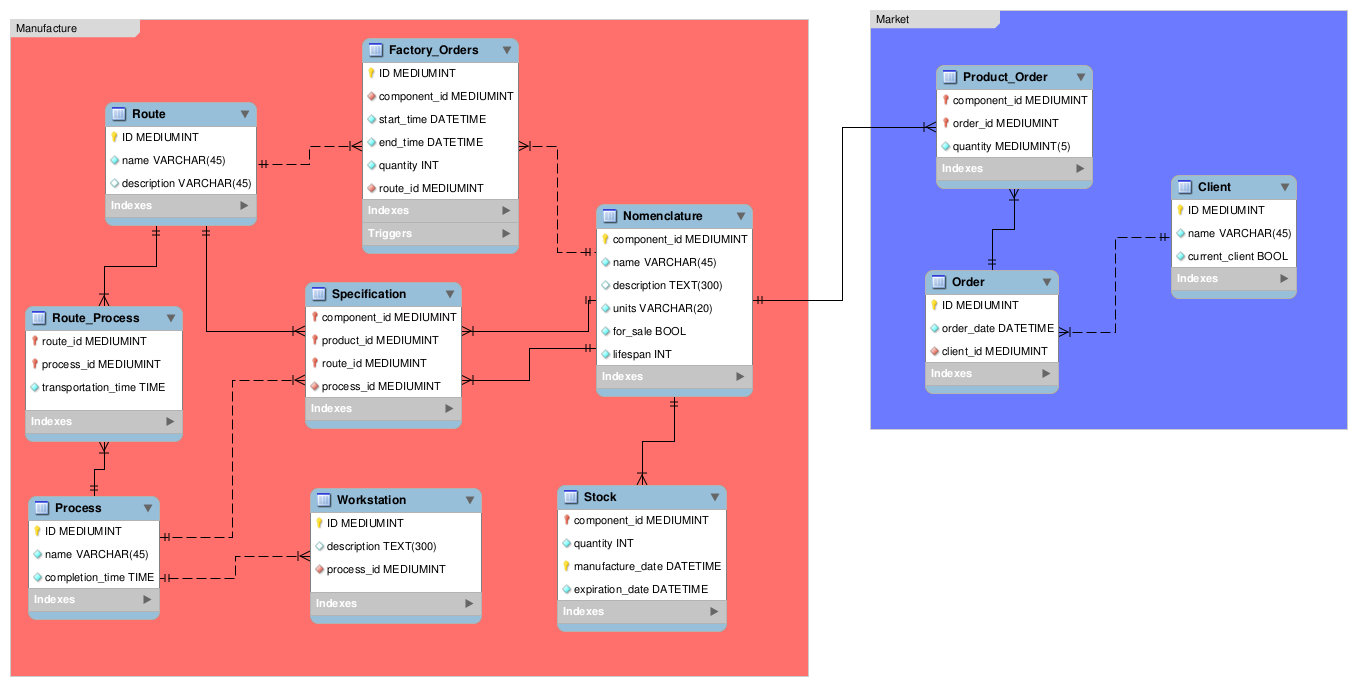 Manufacture
Factory_Orders
ID MEDIUMINT
component_id MEDIUMINT
start_time DATETIME
end_time DATETIME
quantity INT
route_id MEDIUMINT
Indexes
Triggers
Route
ID MEDIUMINT
name VARCHAR(45)
description VARCHAR(45)
Indexes
Nomenclature
component_id MEDIUMINT
name VARCHAR(45)
description TEXT(300)
units VARCHAR(20)
for_sale BOOL
lifespan INT
Indexes
Specification
component_id MEDIUMINT
product_id MEDIUMINT
route_id MEDIUMINT
process_id MEDIUMINT
Indexes
Route_Process
route_id MEDIUMINT
process_id MEDIUMINT
transportation_time TIME
Indexes
Process
ID MEDIUMINT
name VARCHAR(45)
completion_time TIME
Indexes
Workstation
ID MEDIUMINT
description TEXT(300)
process_id MEDIUMINT
Indexes
Stock
component_id MEDIUMINT
quantity INT
manufacture_date DATETIME
expiration_date DATETIME
Indexes
Market
Product_Order
component_id MEDIUMINT
order_id MEDIUMINT
quantity MEDIUMINT(5)
Indexes
Client
ID MEDIUMINT
name VARCHAR(45)
current_client BOOL
Indexes
Order
ID MEDIUMINT
order_date DATETIME
client_id MEDIUMINT
Indexes